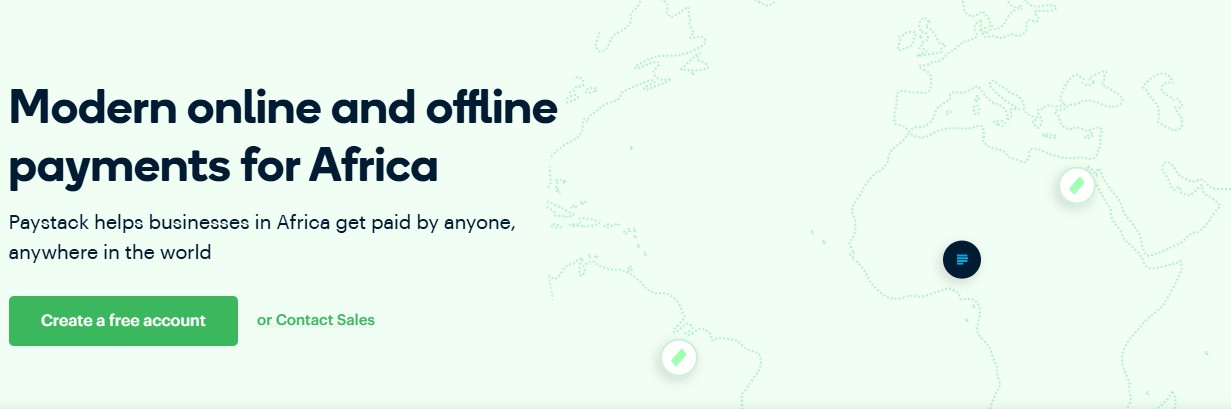 Modern online and offline
payments for Africa
Paystack helps businesses in Africa get paid by anyone,
anywhere in the world
Create a free account
or Contact Sales